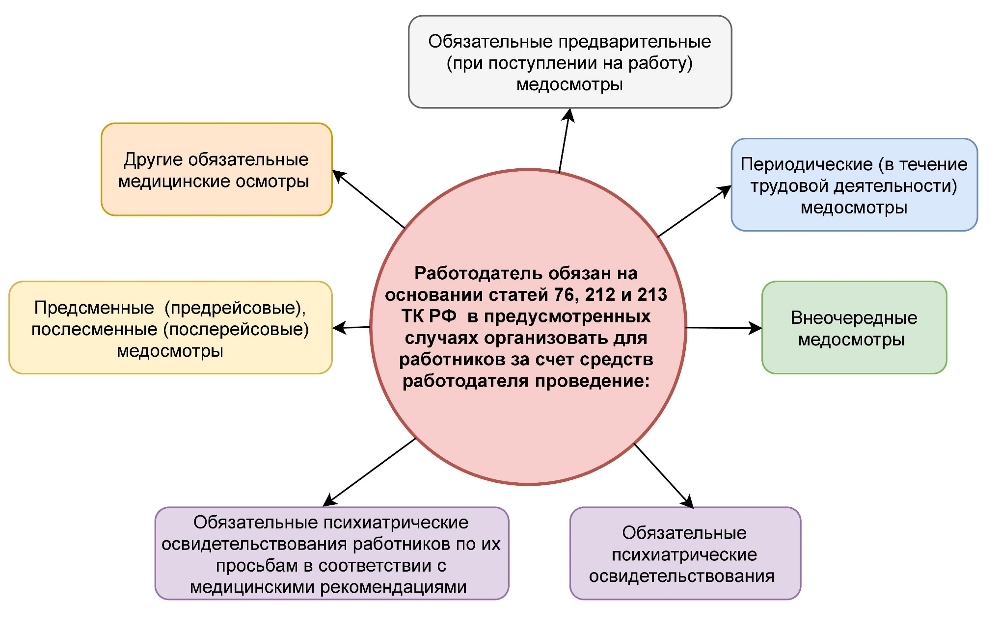 Обязательные предварительные
(при поступлении на работу)
медосмотры
Другие обязательные
медицинские осмотры
Периодические (в течение
трудовой деятельности)
медосмотры
Работодатель обязан на
основании статей 76, 212 и 213
ТК РФ в предусмотренных
случаях организовать для
работников за счет средств
работодателя проведение:
Предсменные (предрейсовые),
послесменные (послерейсовые)
медосмотры
Внеочередные
медосмотры
Обязательные психиатрические
освидетельствования работников по их
просьбам в соответствии с
медицинскими рекомендациями
Обязательные
психиатрические
освидетельствования